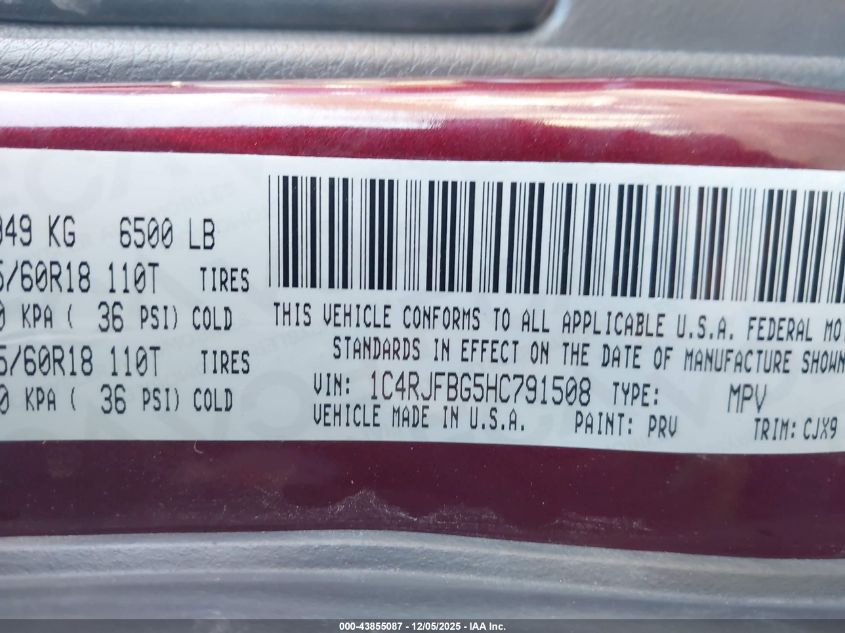 949 KG 6500 LB
5/60R18 110T TIRES
0 KPA ( 36 PSI) COLD
5/60R18 110T TIRES
0 KPA ( 36 PSI) COLD
THIS VEHICLE CONFORMS TO ALL APPLICABLE U.S.A. FEDERAL MO
STANDARDS IN EFFECT ON THE DATE OF MANUFACTURE SHOWN
VIN: 1C4RJFBG5HC791508 TYPE: MPV
VEHICLE MADE IN U.S.A. PAINT: PRV TRIM: CJX9
000-43855087 - 12/05/2025 - IAA Inc.